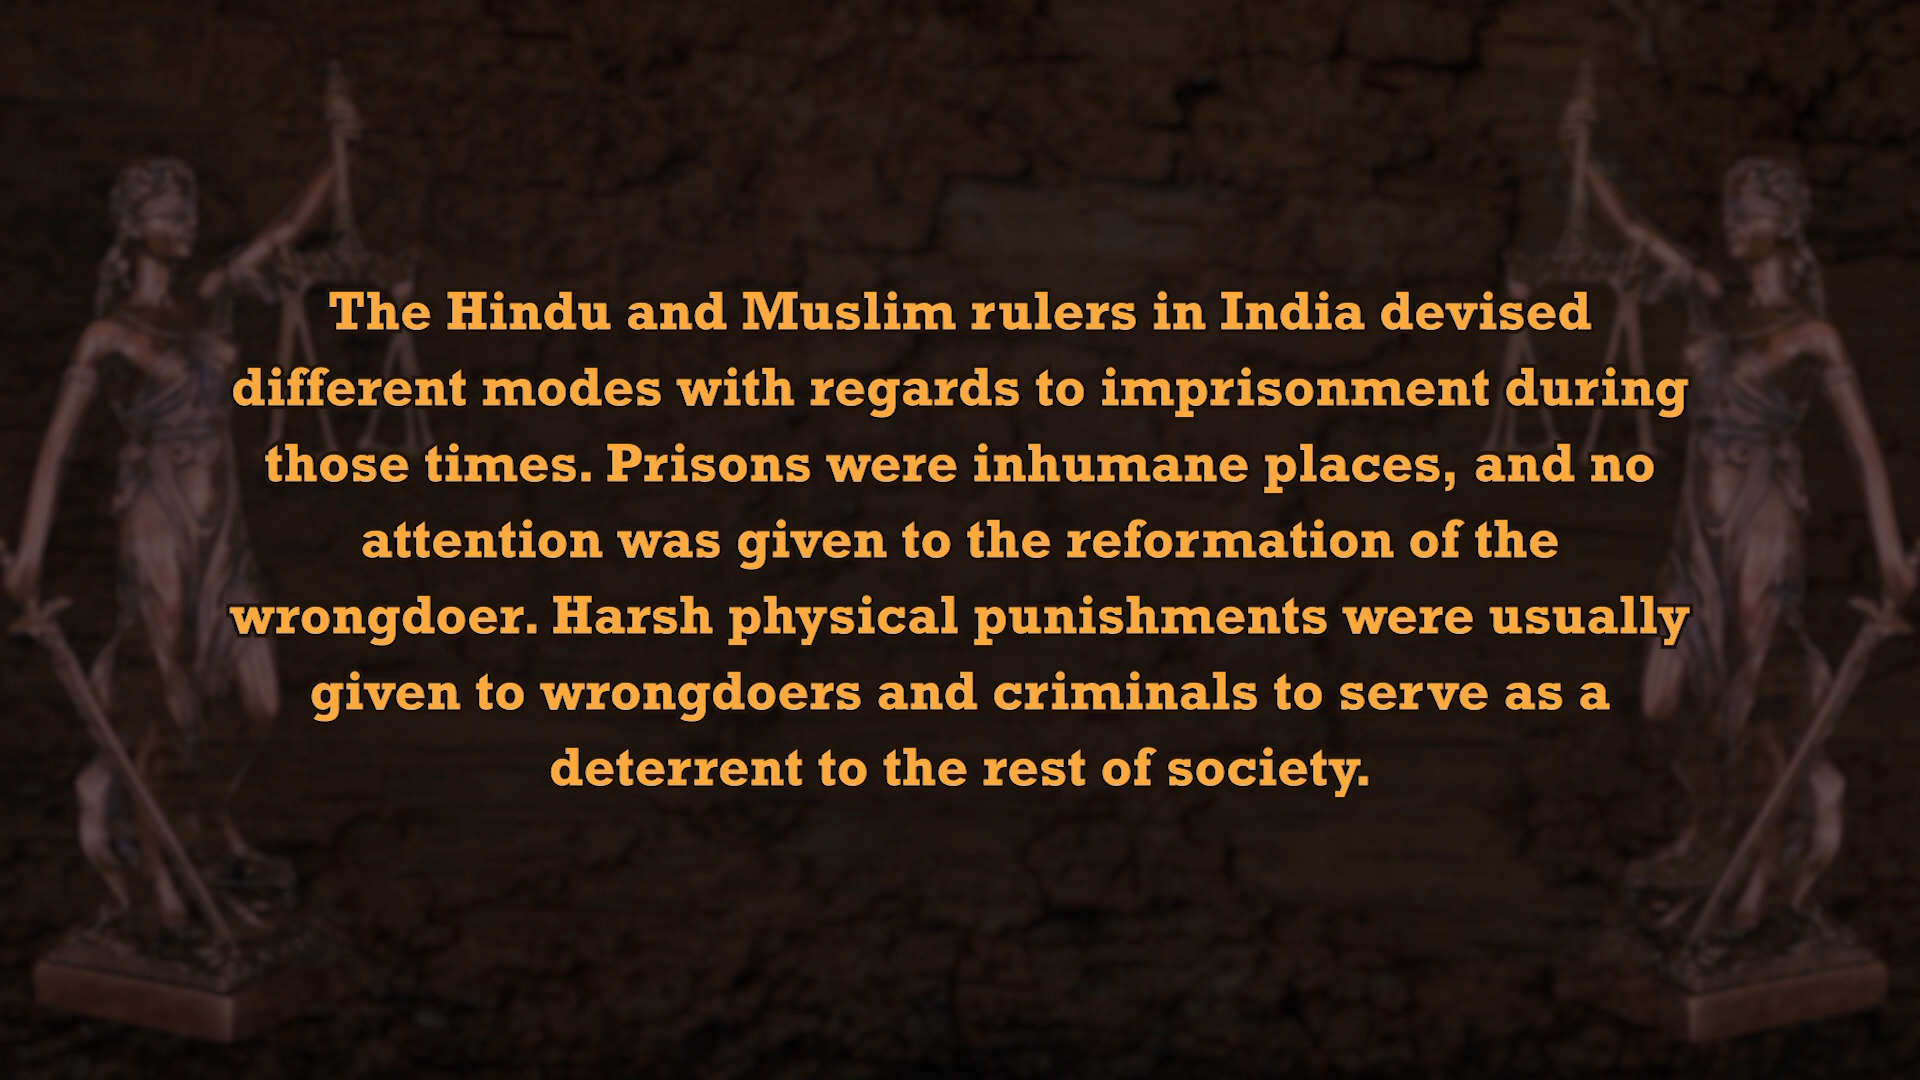 The Hindu and Muslim rulers in India devised
different modes with regards to imprisonment during
those times. Prisons were inhumane places, and no
attention was given to the reformation of the
wrongdoer. Harsh physical punishments were usually
given to wrongdoers and criminals to serve as a
deterrent to the rest of society.